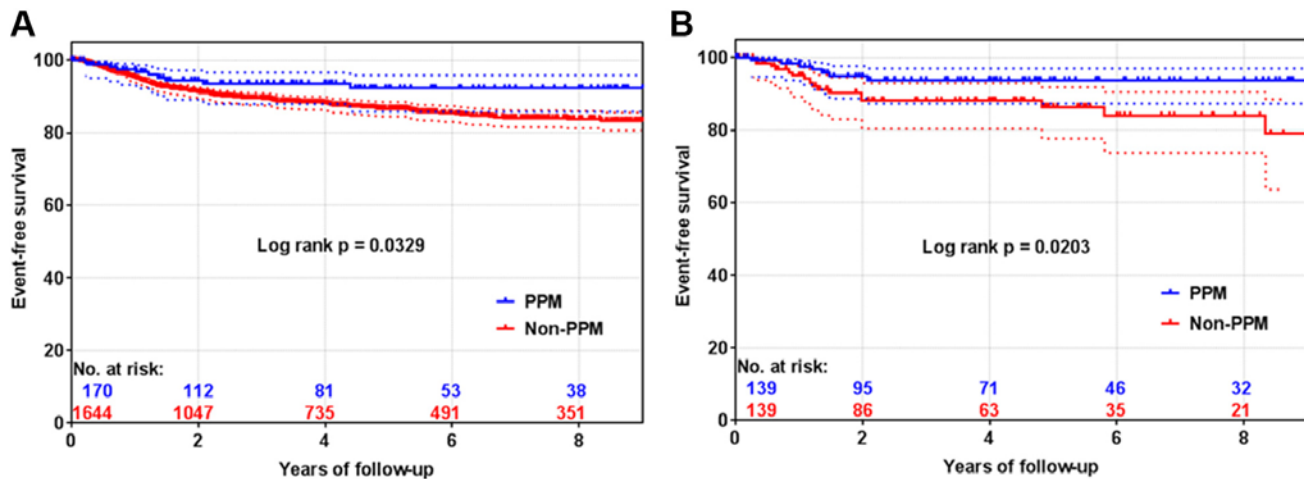 A
100
80
60
40
20
0
Event-free survival
Log rank p = 0.0329
PPM
Non-PPM
No. at risk:
170 112 81 53 38
1644 1047 735 491 351
0 2 4 6 8
Years of follow-up
B
100
80
60
40
20
0
Event-free survival
Log rank p = 0.0203
PPM
Non-PPM
No. at risk:
139 95 71 46 32
139 86 63 35 21
0 2 4 6 8
Years of follow-up